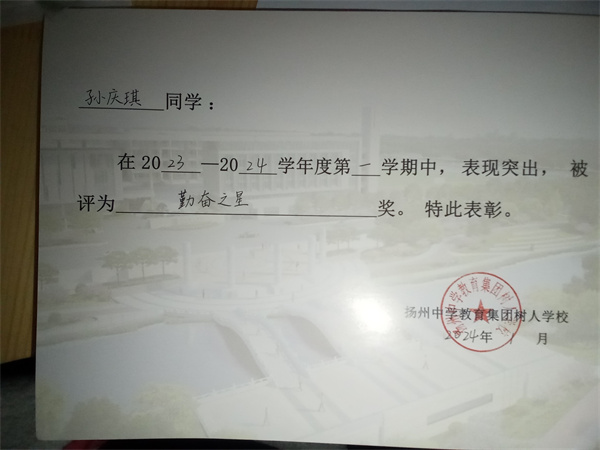 孙庆琪同学：
在2023—2024学年度第一学期中，表现突出，被
评为勤奋之星奖。特此表彰。
扬州中学教育集团树人学校
2024年 月